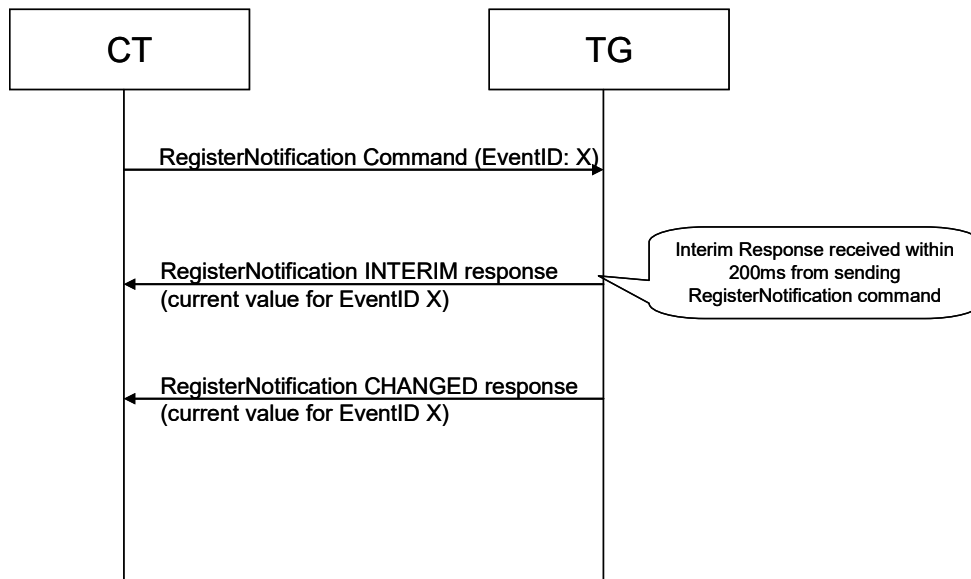 CT
TG
RegisterNotification Command (EventID: X)
Interim Response received within
200ms from sending
RegisterNotification command
RegisterNotification INTERIM response
(current value for EventID X)
RegisterNotification CHANGED response
(current value for EventID X)